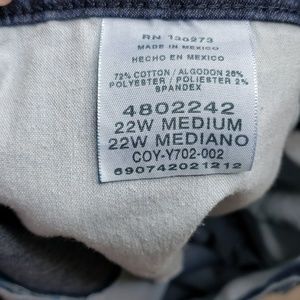 RN 130273
MADE IN MEXICO
HECHO EN MEXICO
72% COTTON / ALGODON 26%
POLYESTER / POLIESTER 2%
SPANDEX
4802242
22W MEDIUM
22W MEDIANO
COY-Y702-002
690742021212